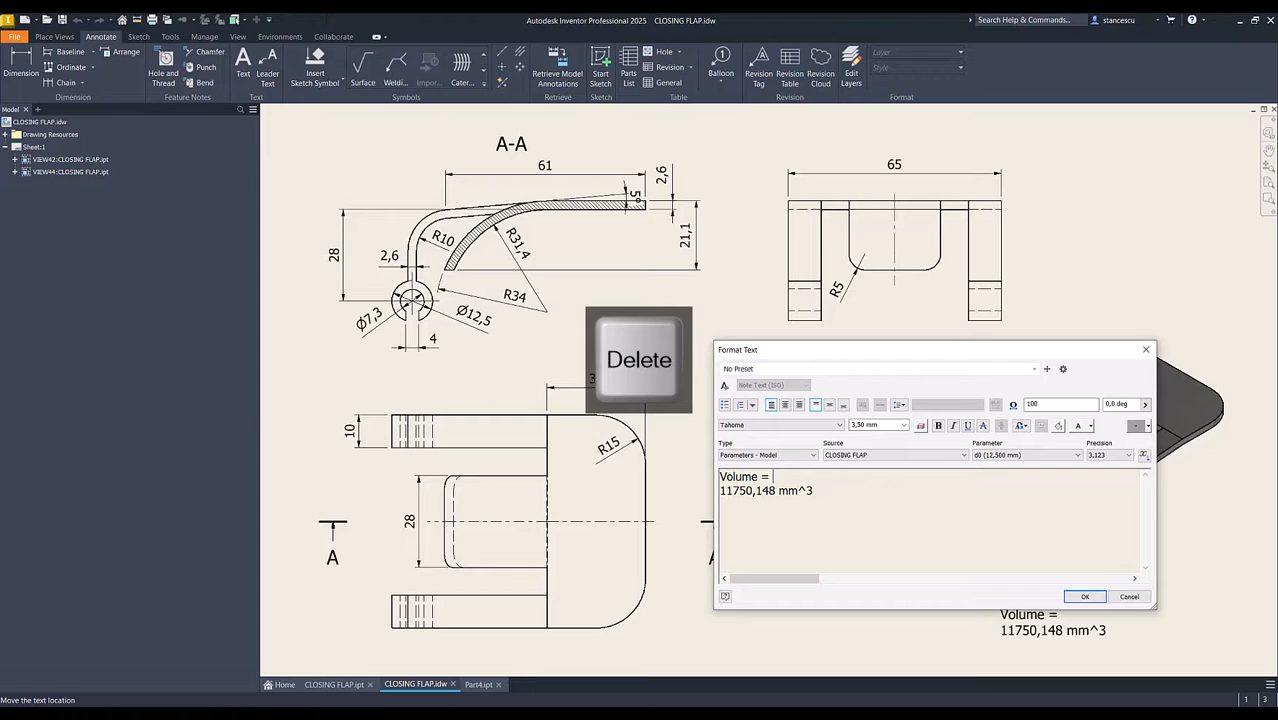 Autodesk Inventor Professional 2025 CLOSING FLAP.idw
Search Help & Commands...
stancescu
File Place Views Annotate Sketch Tools Manage View Environments Collaborate
Dimension
Baseline
Ordinate
Chain
Arrange
Dimension
Hole and
Thread
Chamfer
Punch
Bend
Feature Notes
Text
Leader
Text
Text
Insert
Sketch Symbol
Surface
Weldi...
Impor...
Cater...
Symbols
Retrieve Model
Annotations
Retrieve
Start
Sketch
Sketch
Parts
List
Hole
Revision
General
Table
Balloon
Revision
Tag
Revision
Table
Revision
Cloud
Revision
Edit
Layers
Layer
Style
Format
Model
CLOSING FLAP.idw
Drawing Resources
Sheet:1
VIEW42:CLOSING FLAP.ipt
VIEW44:CLOSING FLAP.ipt
A-A
61
2,6
5°
28
2,6
R10
R31,4
21,1
R34
Ø7,3
Ø12,5
4
65
R5
Delete
3
10
R15
28
A
A
Format Text
No Preset
Note Text (ISO)
100
0,0 deg
Tahoma
3,50 mm
B I U A
Type
Source
Parameter
Precision
Parameters - Model
CLOSING FLAP
d0 (12,500 mm)
3,123
Volume =
11750,148 mm^3
OK
Cancel
Volume =
11750,148 mm^3
Home CLOSING FLAP.ipt CLOSING FLAP.idw Part4.ipt
Move the text location
1 3